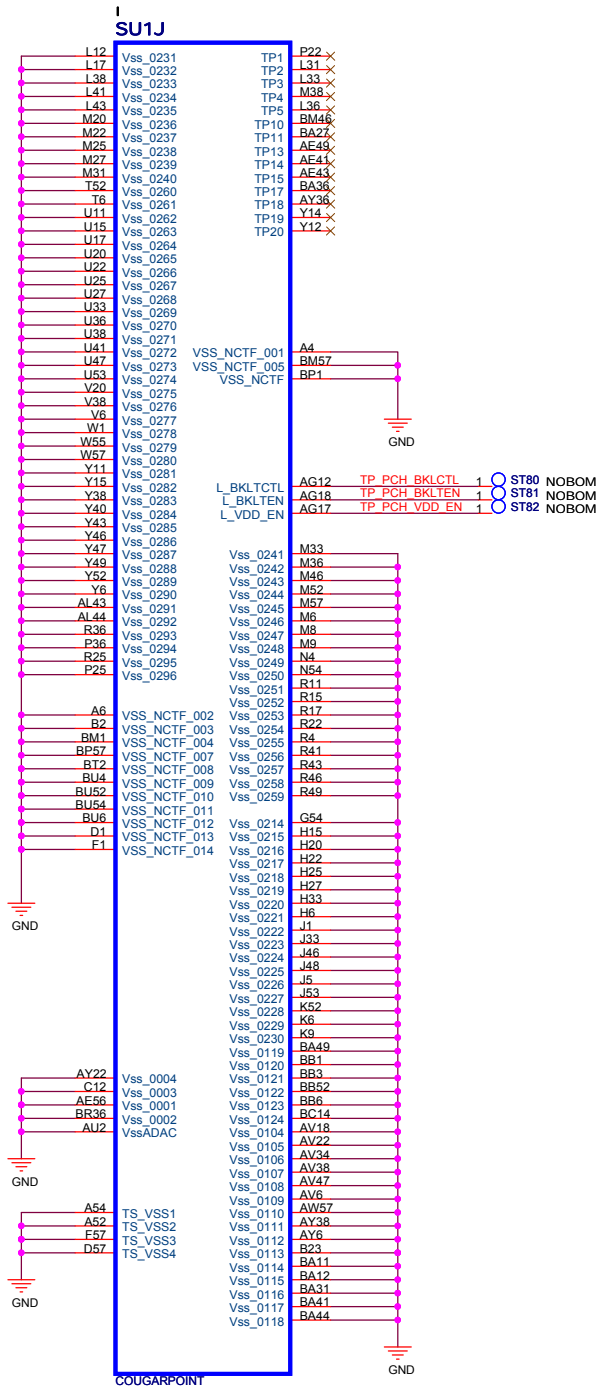 SU1J
L12 Vss_0231
L17 Vss_0232
L38 Vss_0233
L41 Vss_0234
L43 Vss_0235
M20 Vss_0236
M22 Vss_0237
M25 Vss_0238
M27 Vss_0239
M31 Vss_0240
T52 Vss_0260
T6 Vss_0261
U11 Vss_0262
U15 Vss_0263
U17 Vss_0264
U20 Vss_0265
U22 Vss_0266
U25 Vss_0267
U27 Vss_0268
U33 Vss_0269
U36 Vss_0270
U38 Vss_0271
U41 Vss_0272
U47 Vss_0273
U53 Vss_0274
V20 Vss_0275
V38 Vss_0276
V6 Vss_0277
W1 Vss_0278
W55 Vss_0279
W57 Vss_0280
Y11 Vss_0281
Y15 Vss_0282
Y38 Vss_0283
Y40 Vss_0284
Y43 Vss_0285
Y46 Vss_0286
Y47 Vss_0287
Y49 Vss_0288
Y52 Vss_0289
Y6 Vss_0290
AL43 Vss_0291
AL44 Vss_0292
R36 Vss_0293
P36 Vss_0294
R25 Vss_0295
P25 Vss_0296
A6 VSS_NCTF_002
B2 VSS_NCTF_003
BM1 VSS_NCTF_004
BP57 VSS_NCTF_007
BT2 VSS_NCTF_008
BU4 VSS_NCTF_009
BU52 VSS_NCTF_010
BU54 VSS_NCTF_011
BU6 VSS_NCTF_012
D1 VSS_NCTF_013
F1 VSS_NCTF_014
GND
AY22 Vss_0004
C12 Vss_0003
AE56 Vss_0001
BR36 Vss_0002
AU2 VssADAC
GND
A54 TS_VSS1
A52 TS_VSS2
F57 TS_VSS3
D57 TS_VSS4
GND
TP1 P22
TP2 L31
TP3 L33
TP4 M38
TP5 L36
TP10 BM46
TP11 BA27
TP13 AE49
TP14 AE41
TP15 AE43
TP17 BA36
TP18 AY36
TP19 Y14
TP20 Y12
VSS_NCTF_001 A4
VSS_NCTF_005 BM57
VSS_NCTF BP1
GND
L_BKLTCTL AG12 TP_PCH_BKLCTL 1 ST80 NOBOM
L_BKLTEN AG18 TP_PCH_BKLTEN 1 ST81 NOBOM
L_VDD_EN AG17 TP_PCH_VDD_EN 1 ST82 NOBOM
Vss_0241 M33
Vss_0242 M36
Vss_0243 M46
Vss_0244 M52
Vss_0245 M57
Vss_0246 M6
Vss_0247 M8
Vss_0248 M9
Vss_0249 N4
Vss_0250 N54
Vss_0251 R11
Vss_0252 R15
Vss_0253 R17
Vss_0254 R22
Vss_0255 R4
Vss_0256 R41
Vss_0257 R43
Vss_0258 R46
Vss_0259 R49
Vss_0214 G54
Vss_0215 H15
Vss_0216 H20
Vss_0217 H22
Vss_0218 H25
Vss_0219 H27
Vss_0220 H33
Vss_0221 H6
Vss_0222 J1
Vss_0223 J33
Vss_0224 J46
Vss_0225 J48
Vss_0226 J5
Vss_0227 J53
Vss_0228 K52
Vss_0229 K6
Vss_0230 K9
Vss_0119 BA49
Vss_0120 BB1
Vss_0121 BB3
Vss_0122 BB52
Vss_0123 BB6
Vss_0124 BC14
Vss_0104 AV18
Vss_0105 AV22
Vss_0106 AV34
Vss_0107 AV38
Vss_0108 AV47
Vss_0109 AV6
Vss_0110 AW57
Vss_0111 AY38
Vss_0112 AY6
Vss_0113 B23
Vss_0114 BA11
Vss_0115 BA12
Vss_0116 BA31
Vss_0117 BA41
Vss_0118 BA44
GND
COUGARPOINT